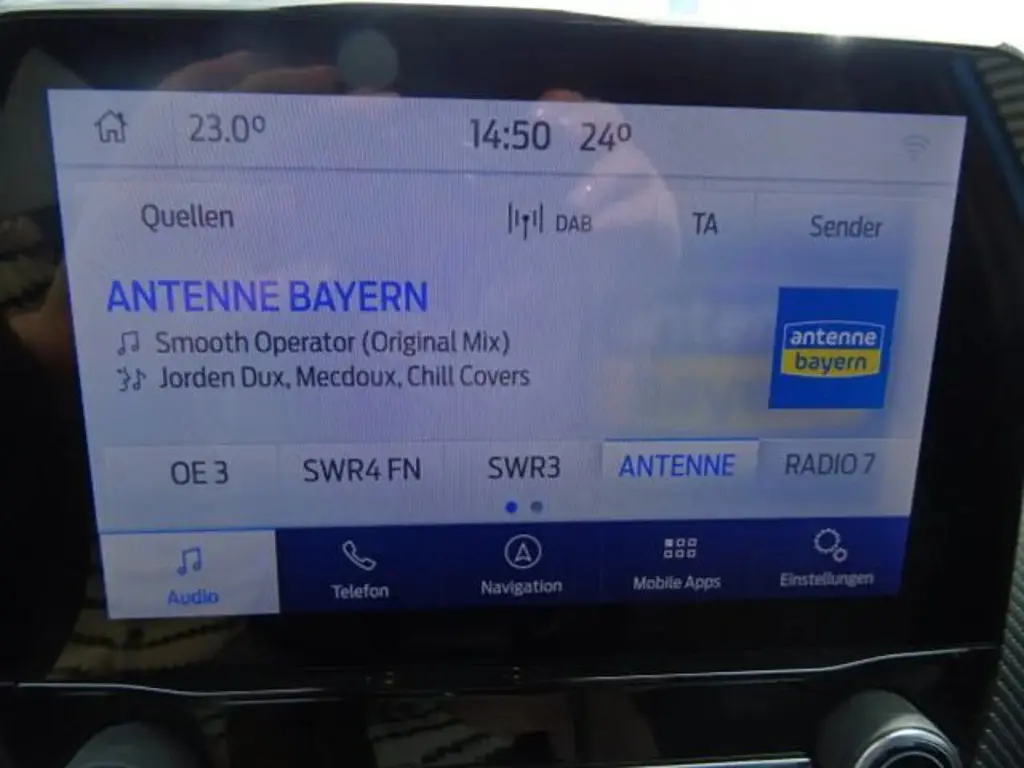 23.0° 14:50 24°
Quellen DAB TA Sender
ANTENNE BAYERN
Smooth Operator (Original Mix)
Jorden Dux, Mecdoux, Chill Covers
antenne
bayern
OE 3 SWR4 FN SWR3 ANTENNE RADIO 7
Audio Telefon Navigation Mobile Apps Einstellungen